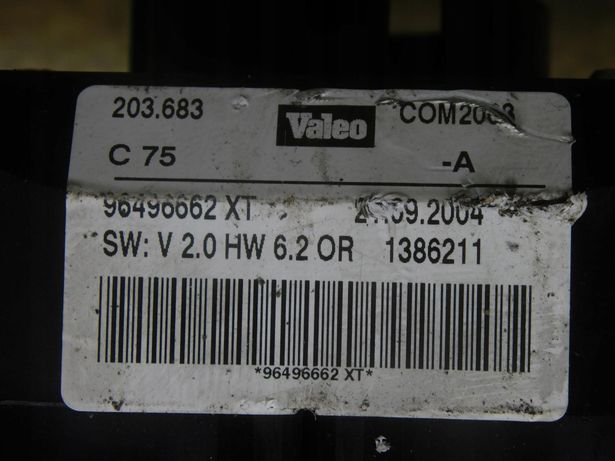 203.683 Valeo
C 75 -A
96496662 XT
SW: V 2.0 HW 6.2 OR 1386211
*96496662 XT*